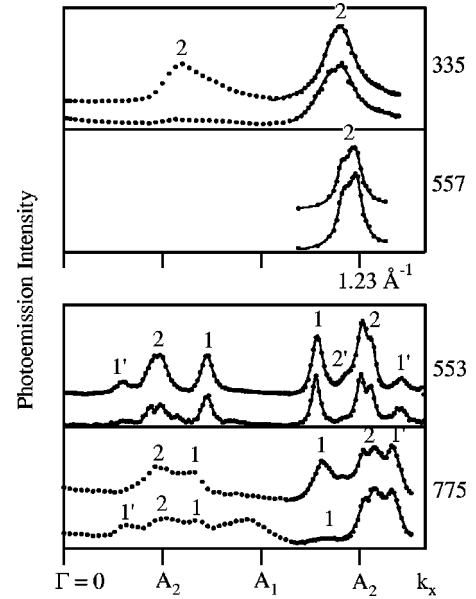 2
2
335
2
557
1.23 Å⁻¹
Photoemission Intensity
1' 2 1 1 2' 2 1' 553
2 1 1 2 1' 775
1' 2 1 1
Γ = 0 A₂ A₁ A₂ kₓ